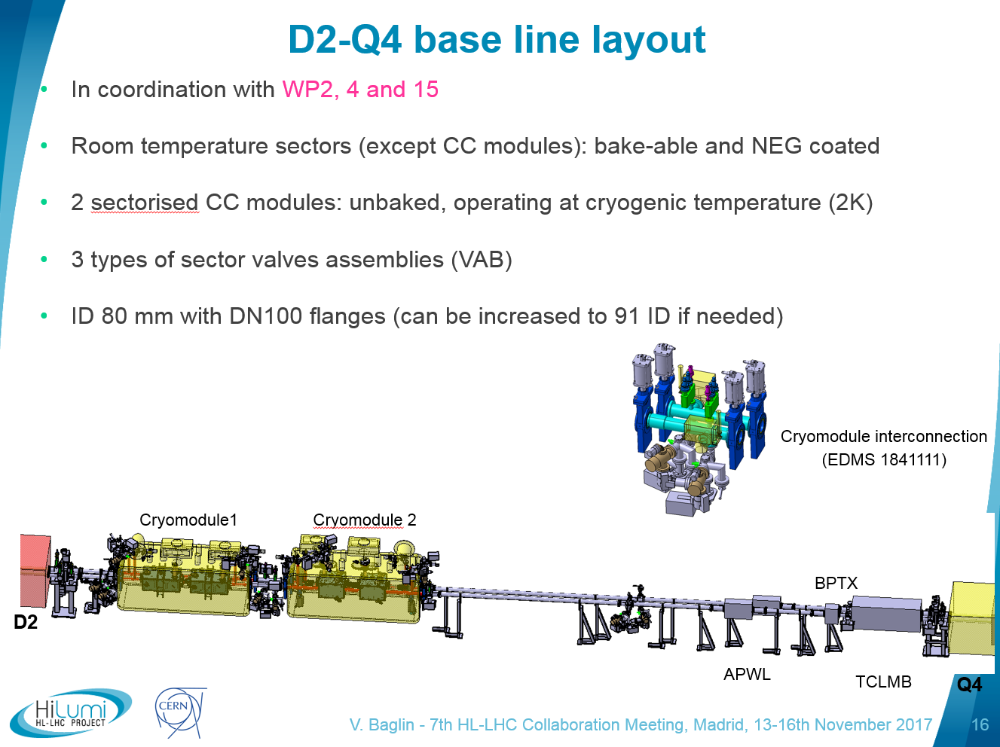 D2-Q4 base line layout
• In coordination with WP2, 4 and 15
• Room temperature sectors (except CC modules): bake-able and NEG coated
• 2 sectorised CC modules: unbaked, operating at cryogenic temperature (2K)
• 3 types of sector valves assemblies (VAB)
• ID 80 mm with DN100 flanges (can be increased to 91 ID if needed)
Cryomodule interconnection
(EDMS 1841111)
Cryomodule1
Cryomodule 2
BPTX
D2
APWL
TCLMB
Q4
HiLumi
HL-LHC PROJECT
CERN
V. Baglin - 7th HL-LHC Collaboration Meeting, Madrid, 13-16th November 2017
16